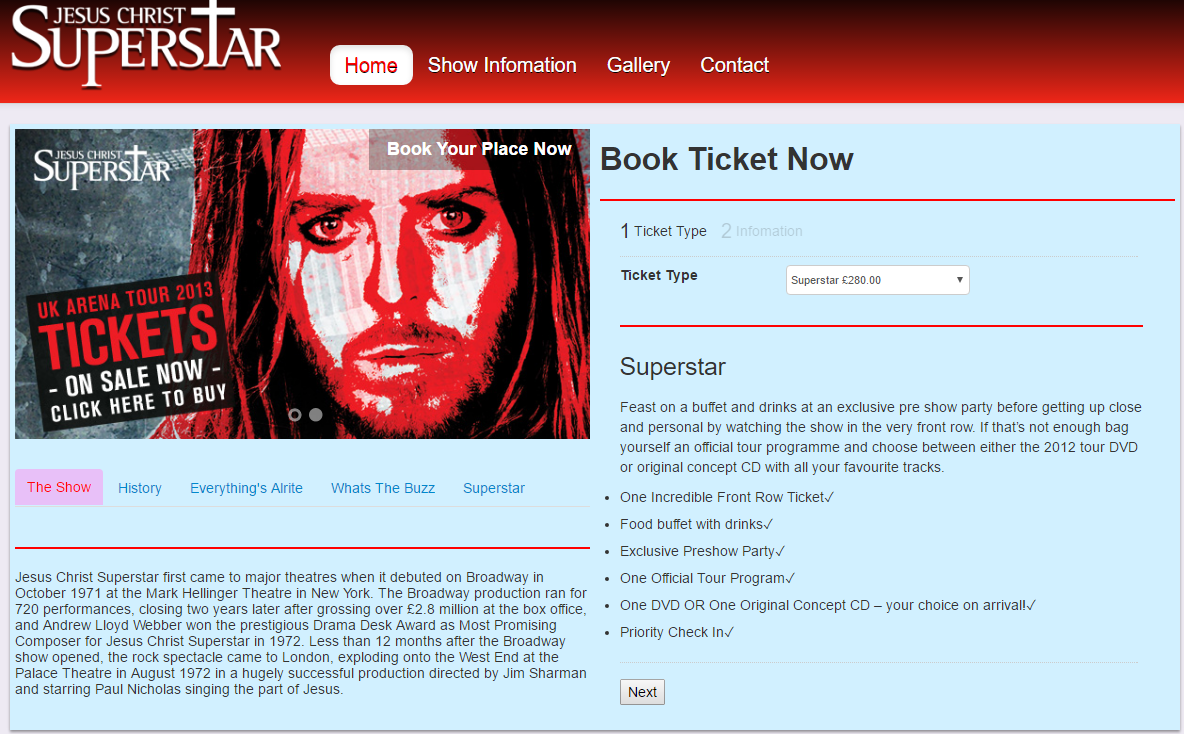 JESUS CHRIST
SUPERSTAR
Home
Show Infomation
Gallery
Contact
JESUS CHRIST
SUPERSTAR
Book Your Place Now
UK ARENA TOUR 2013
TICKETS
- ON SALE NOW -
CLICK HERE TO BUY
The Show
History
Everything's Alrite
Whats The Buzz
Superstar
Jesus Christ Superstar first came to major theatres when it debuted on Broadway in
October 1971 at the Mark Hellinger Theatre in New York. The Broadway production ran for
720 performances, closing two years later after grossing over £2.8 million at the box office,
and Andrew Lloyd Webber won the prestigious Drama Desk Award as Most Promising
Composer for Jesus Christ Superstar in 1972. Less than 12 months after the Broadway
show opened, the rock spectacle came to London, exploding onto the West End at the
Palace Theatre in August 1972 in a hugely successful production directed by Jim Sharman
and starring Paul Nicholas singing the part of Jesus.
Book Ticket Now
1 Ticket Type 2 Infomation
Ticket Type
Superstar £280.00
Superstar
Feast on a buffet and drinks at an exclusive pre show party before getting up close
and personal by watching the show in the very front row. If that's not enough bag
yourself an official tour programme and choose between either the 2012 tour DVD
or original concept CD with all your favourite tracks.
• One Incredible Front Row Ticket✓
• Food buffet with drinks✓
• Exclusive Preshow Party✓
• One Official Tour Program✓
• One DVD OR One Original Concept CD – your choice on arrival!✓
• Priority Check In✓
Next